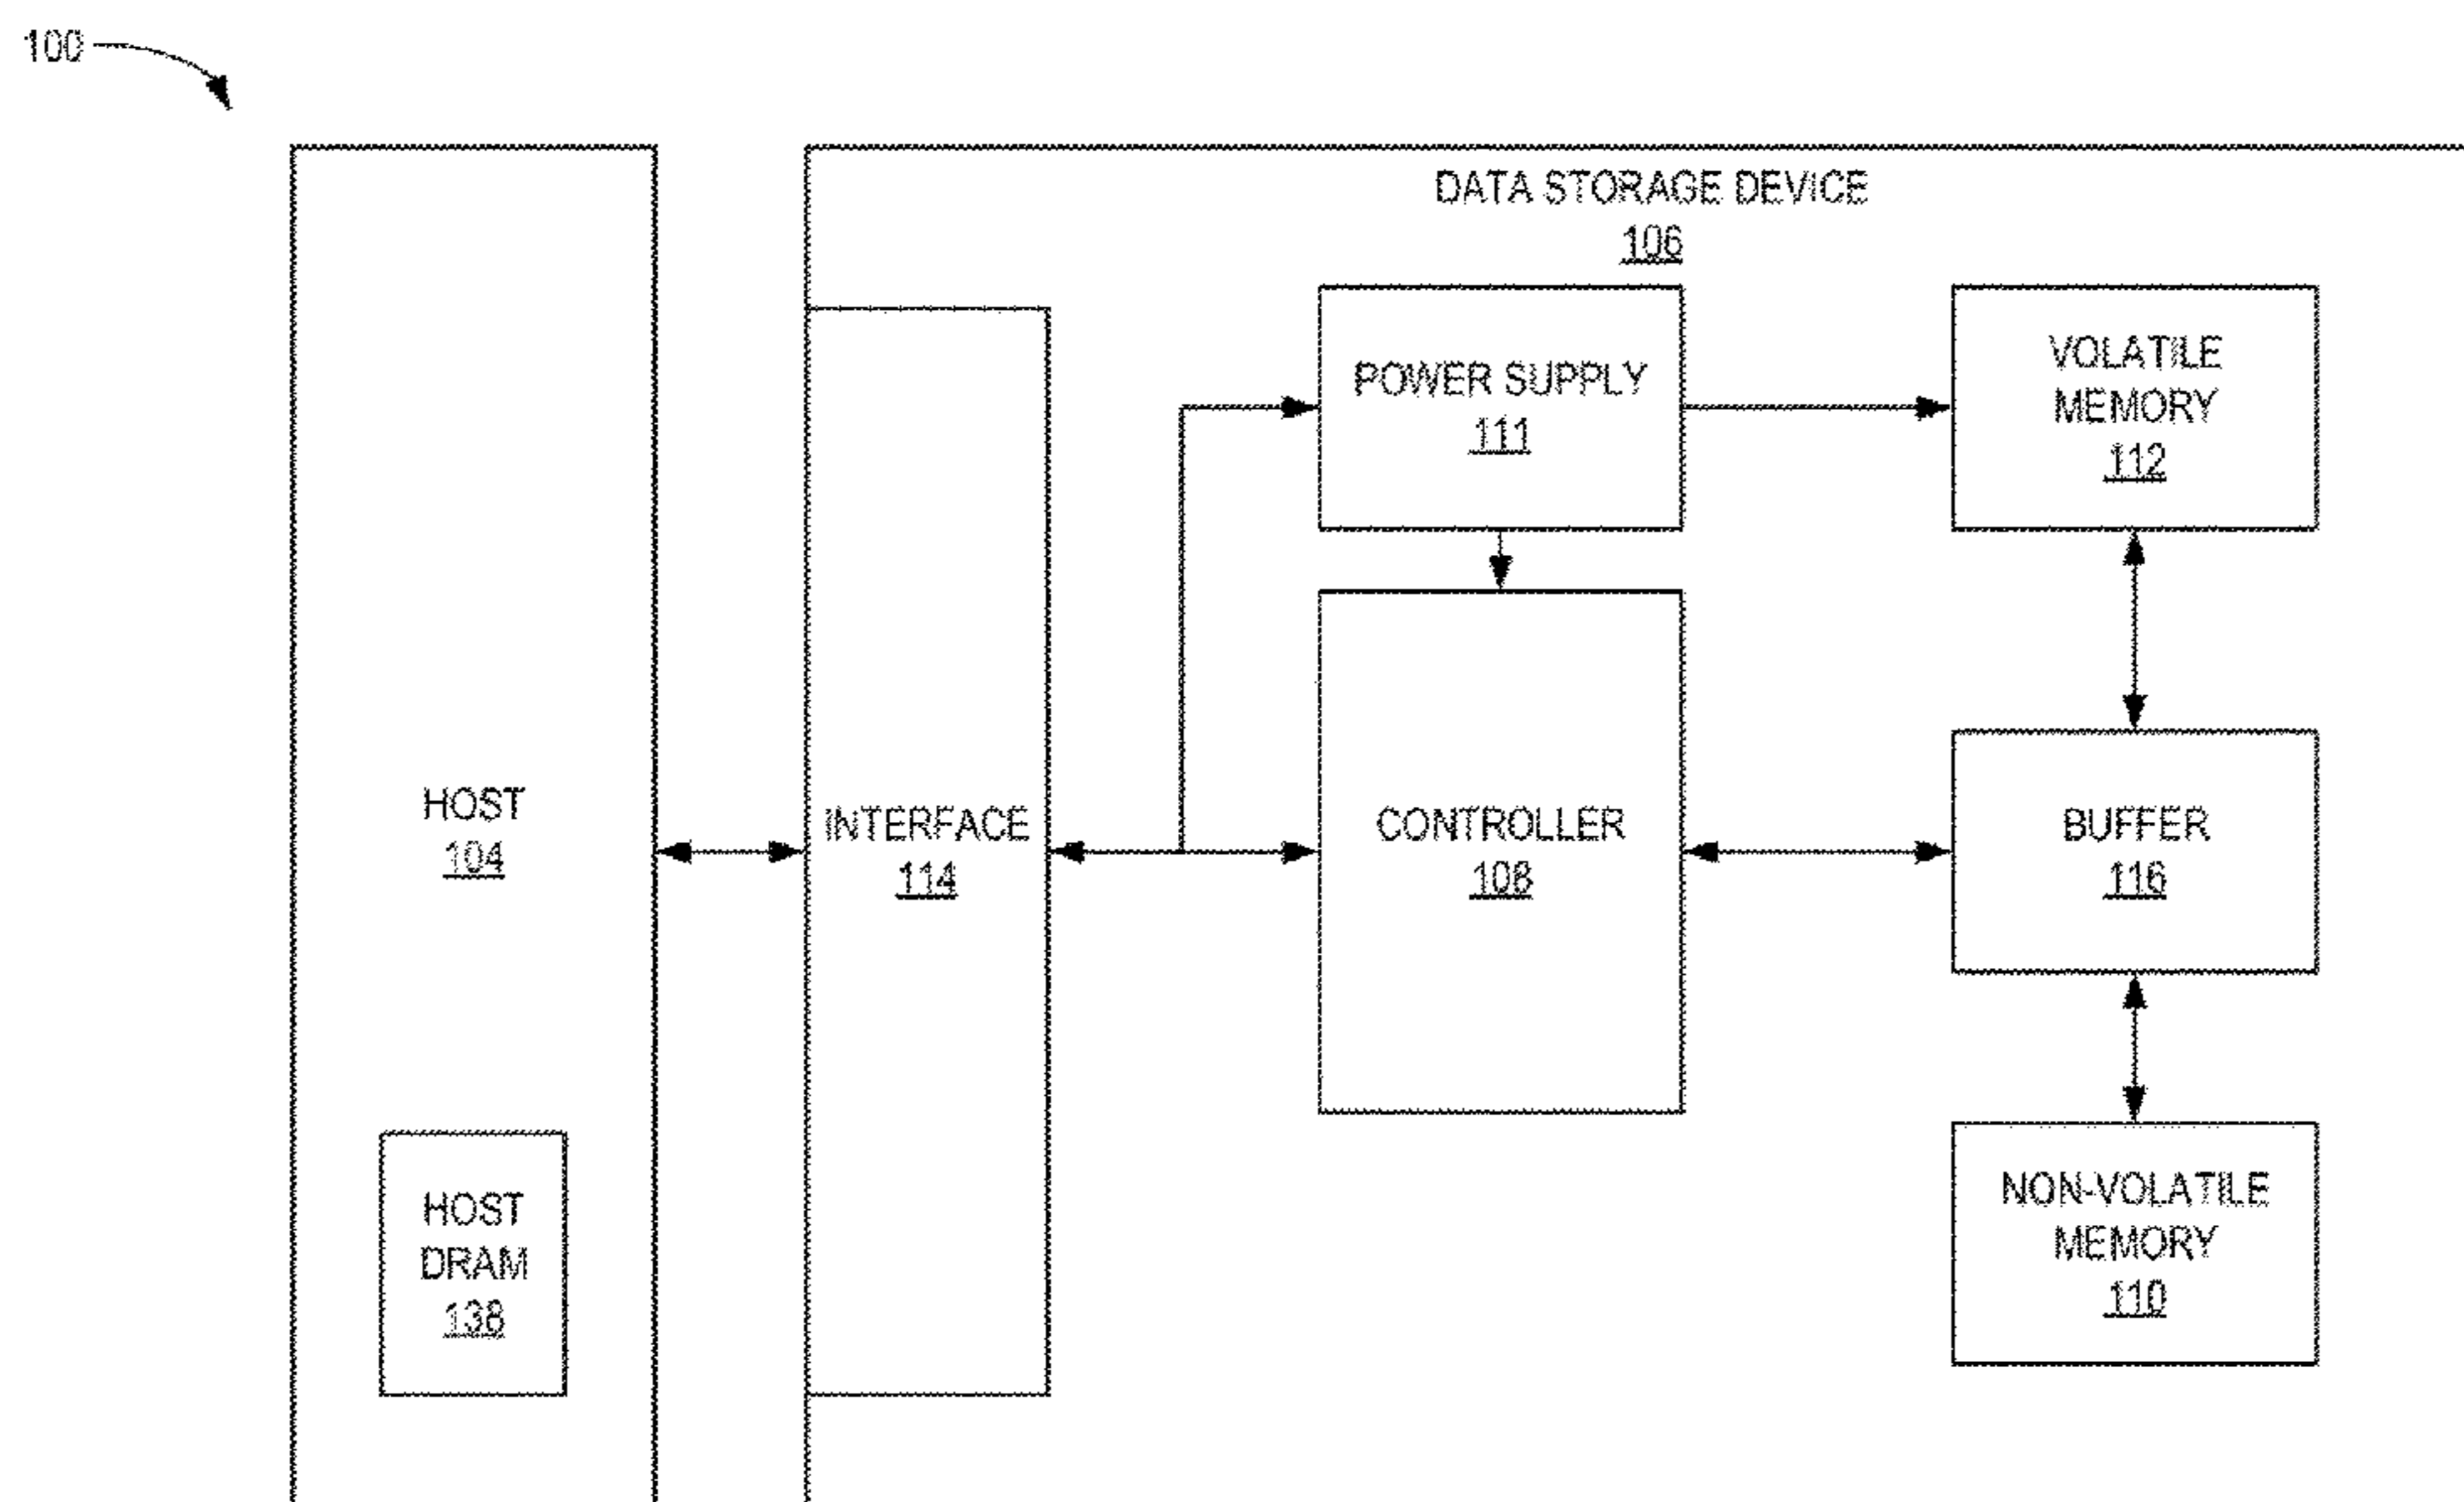 100
DATA STORAGE DEVICE
106
POWER SUPPLY
111
VOLATILE
MEMORY
112
HOST
104
INTERFACE
114
CONTROLLER
108
BUFFER
116
HOST
DRAM
138
NON-VOLATILE
MEMORY
110